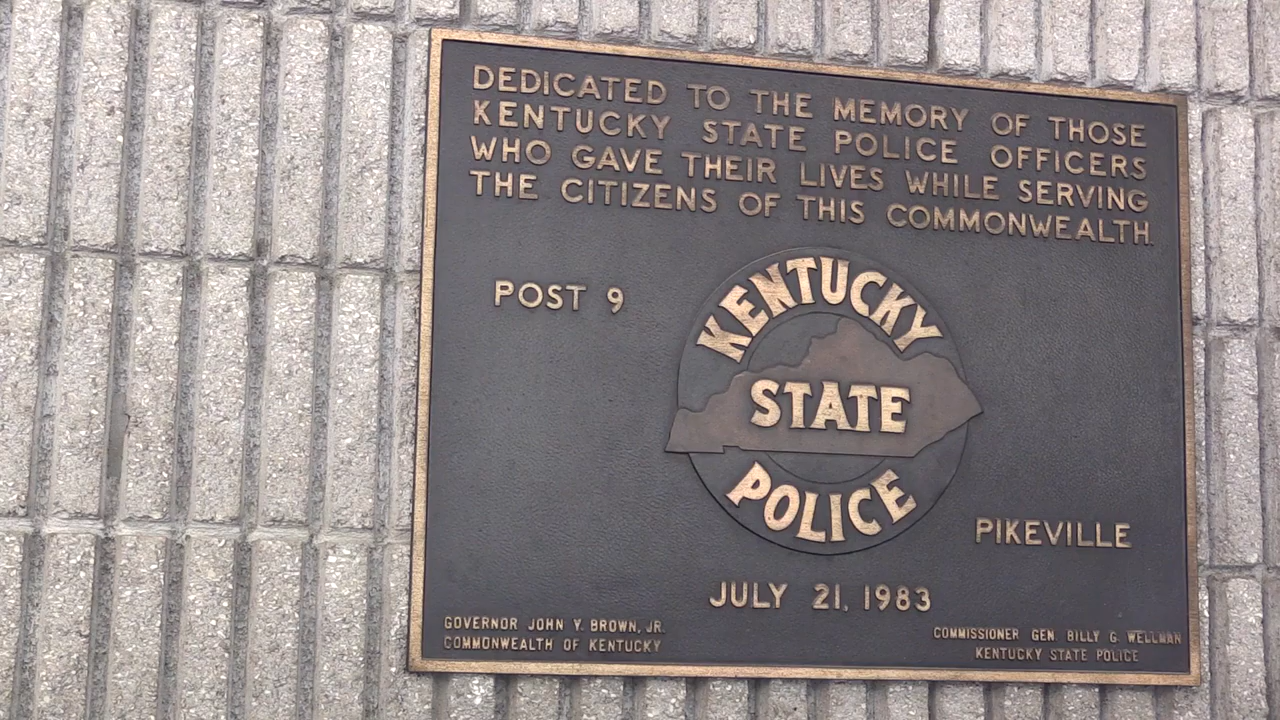 DEDICATED TO THE MEMORY OF THOSE
KENTUCKY STATE POLICE OFFICERS
WHO GAVE THEIR LIVES WHILE SERVING
THE CITIZENS OF THIS COMMONWEALTH.
POST 9
KENTUCKY
STATE
POLICE
PIKEVILLE
JULY 21, 1983
GOVERNOR JOHN Y. BROWN, JR.
COMMONWEALTH OF KENTUCKY
COMMISSIONER GEN. BILLY G. WELLMAN
KENTUCKY STATE POLICE